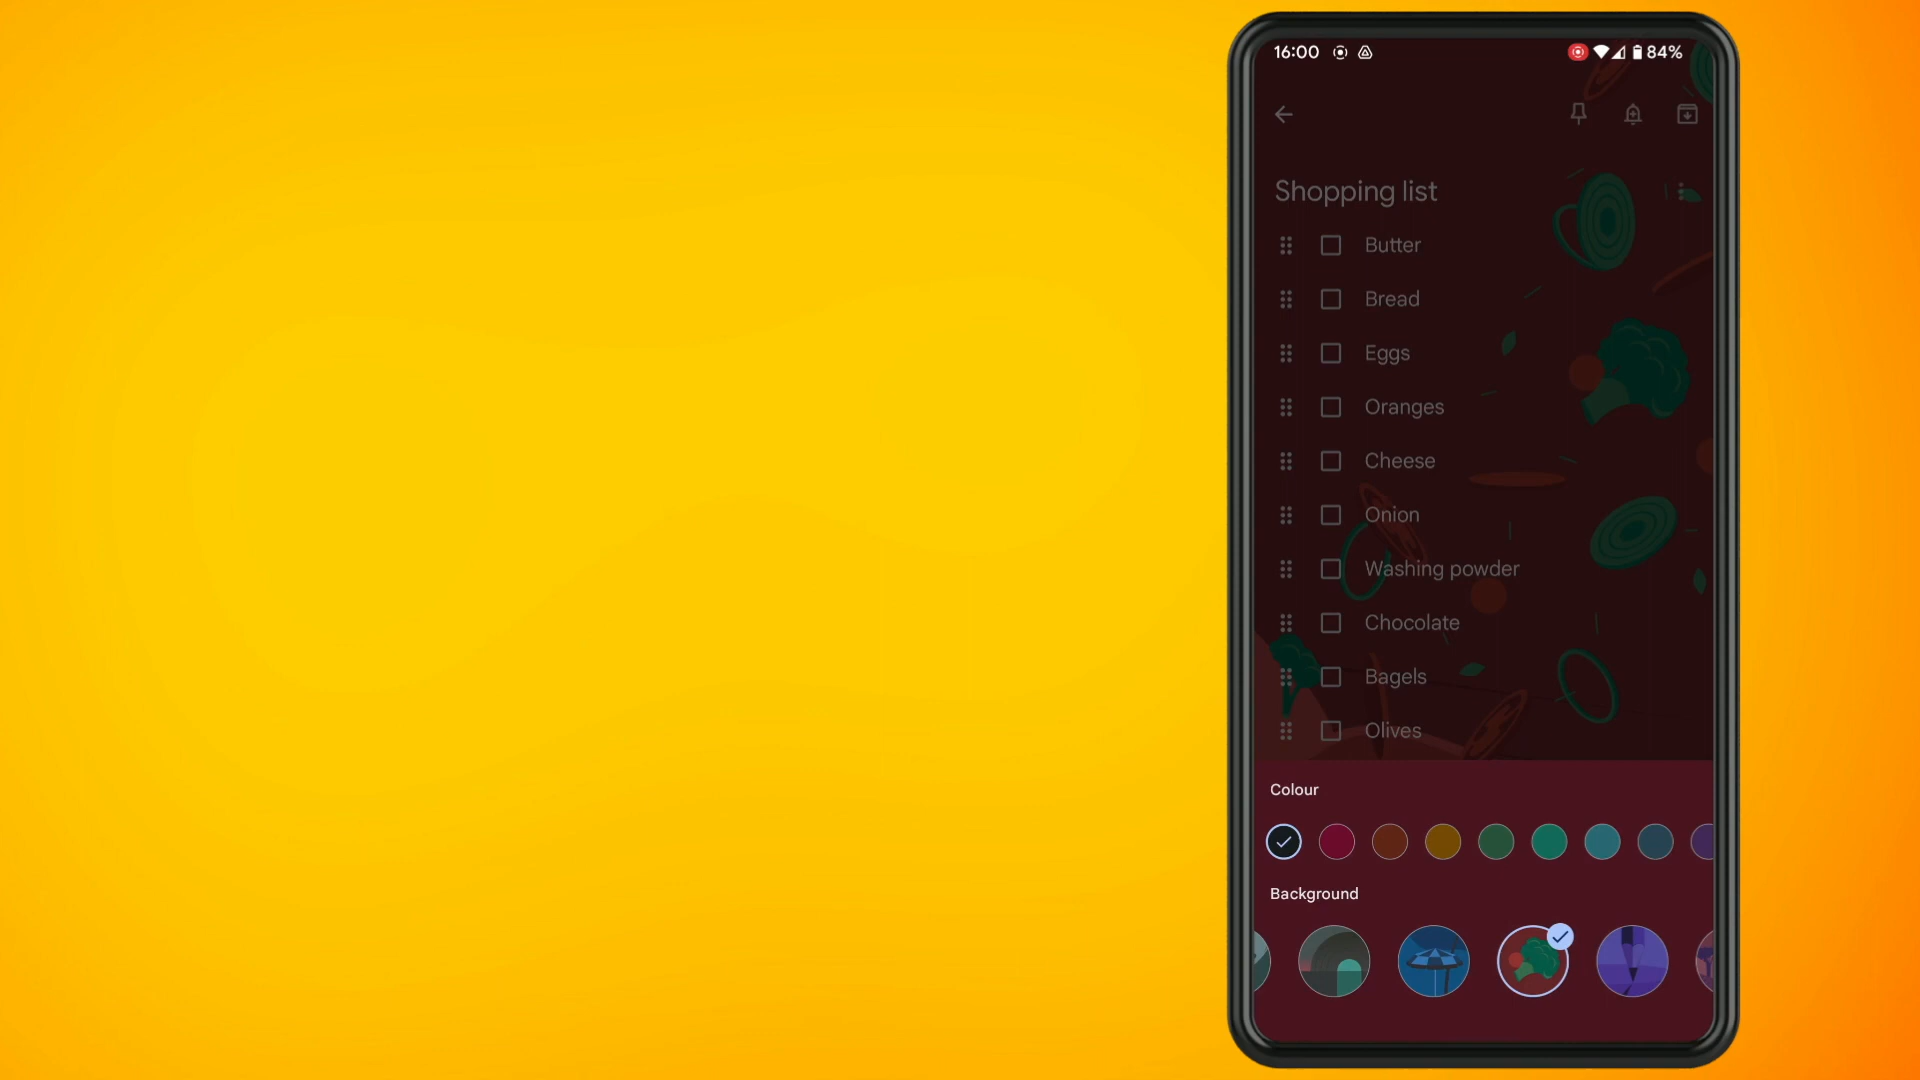 16:00
84%
Shopping list
Butter
Bread
Eggs
Oranges
Cheese
Onion
Washing powder
Chocolate
Bagels
Olives
Colour
Background